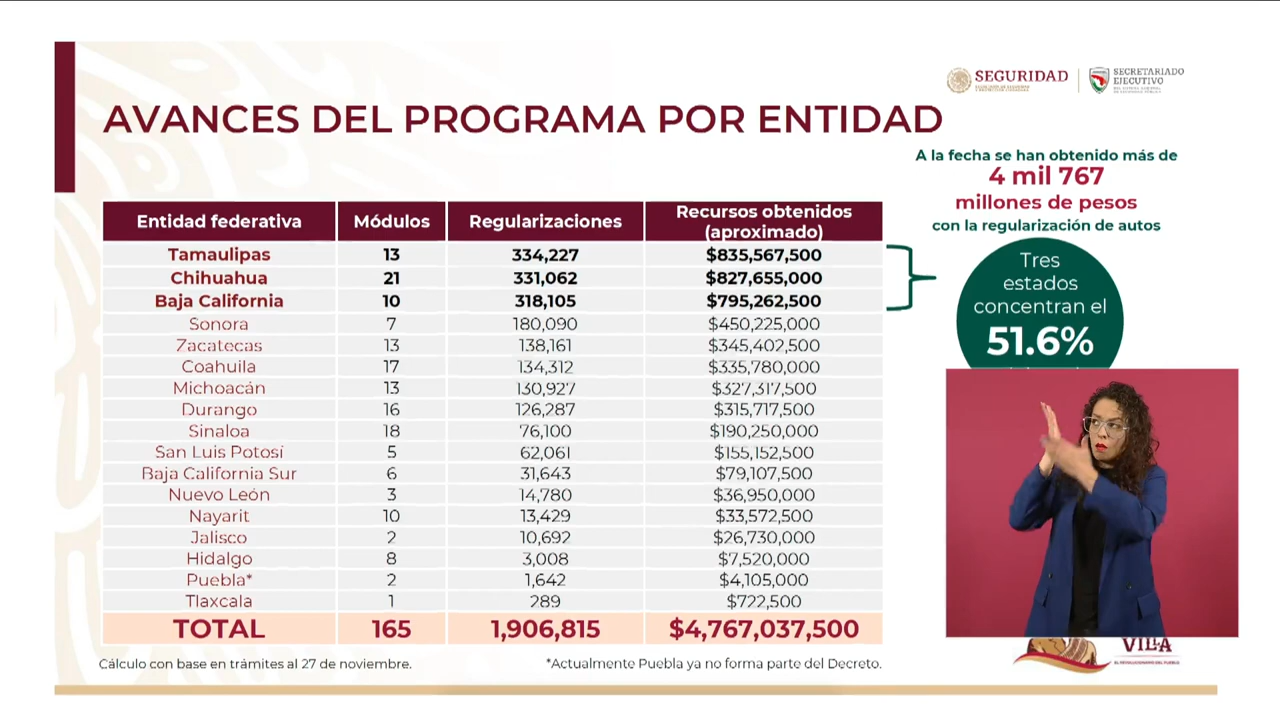 SEGURIDAD
SECRETARIADO
EJECUTIVO
AVANCES DEL PROGRAMA POR ENTIDAD
A la fecha se han obtenido más de
4 mil 767
millones de pesos
con la regularización de autos
Entidad federativa Módulos Regularizaciones Recursos obtenidos (aproximado)
Tamaulipas 13 334,227 $835,567,500
Chihuahua 21 331,062 $827,655,000
Baja California 10 318,105 $795,262,500
Sonora 7 180,090 $450,225,000
Zacatecas 13 138,161 $345,402,500
Coahuila 17 134,312 $335,780,000
Michoacán 13 130,927 $327,317,500
Durango 16 126,287 $315,717,500
Sinaloa 18 76,100 $190,250,000
San Luis Potosí 5 62,061 $155,152,500
Baja California Sur 6 31,643 $79,107,500
Nuevo León 3 14,780 $36,950,000
Nayarit 10 13,429 $33,572,500
Jalisco 2 10,692 $26,730,000
Hidalgo 8 3,008 $7,520,000
Puebla* 2 1,642 $4,105,000
Tlaxcala 1 289 $722,500
TOTAL 165 1,906,815 $4,767,037,500
Tres
estados
concentran el
51.6%
Cálculo con base en trámites al 27 de noviembre.
*Actualmente Puebla ya no forma parte del Decreto.
VILLA
EL REVOLUCIONARIO DEL PUEBLO